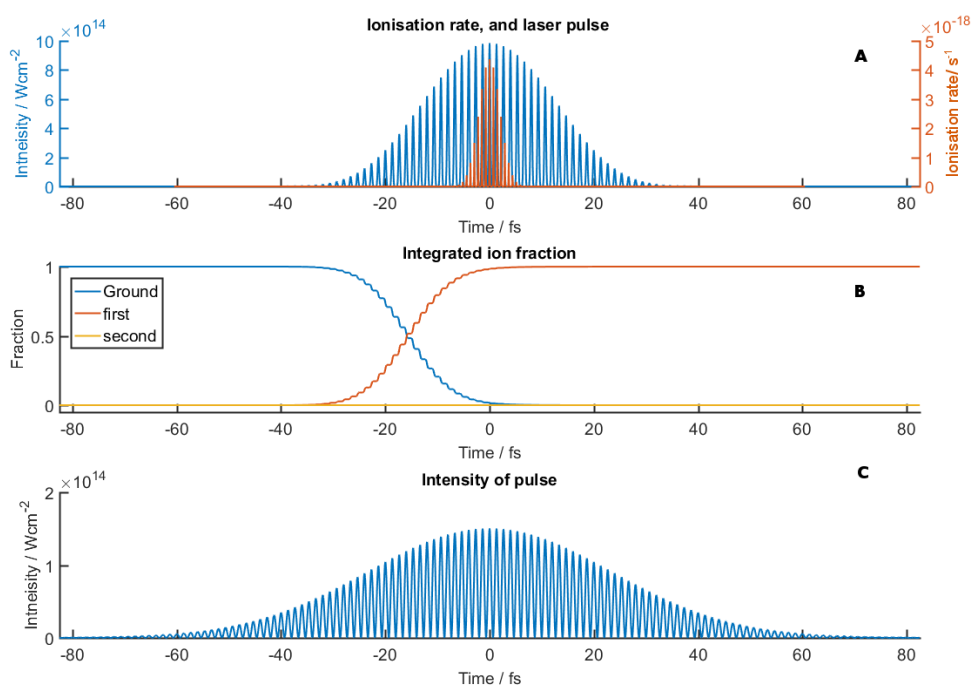 Ionisation rate, and laser pulse
×10^14
×10^-18
A
10
8
6
4
2
0
Intneisity / Wcm^-2
5
4
3
2
1
0
Ionisation rate/ s^-1
-80 -60 -40 -20 0 20 40 60 80
Time / fs
Integrated ion fraction
B
1
0.5
0
Fraction
Ground
first
second
-80 -60 -40 -20 0 20 40 60 80
Time / fs
Intensity of pulse
C
×10^14
2
1
0
Intneisity / Wcm^-2
-80 -60 -40 -20 0 20 40 60 80
Time / fs